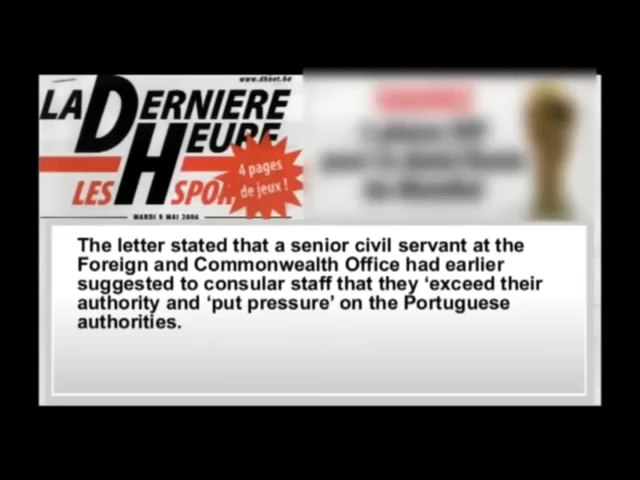 www.dhnet.be
LA DERNIERE
HEURE
LES SPOR
4 pages
de jeux !
MARDI 9 MAI 2006
The letter stated that a senior civil servant at the
Foreign and Commonwealth Office had earlier
suggested to consular staff that they ‘exceed their
authority and ‘put pressure’ on the Portuguese
authorities.